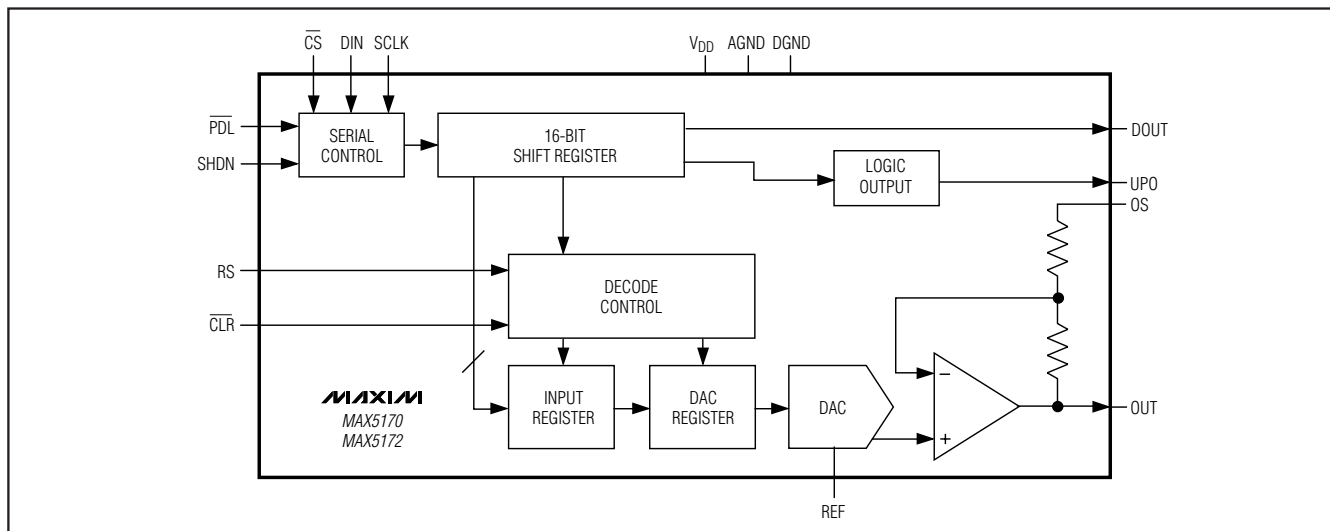 CS DIN SCLK
VDD AGND DGND
PDL
SHDN
SERIAL
CONTROL
16-BIT
SHIFT REGISTER
DOUT
LOGIC
OUTPUT
UPO
OS
RS
DECODE
CONTROL
CLR
MAXIM
MAX5170
MAX5172
INPUT
REGISTER
DAC
REGISTER
DAC
−
+
OUT
REF